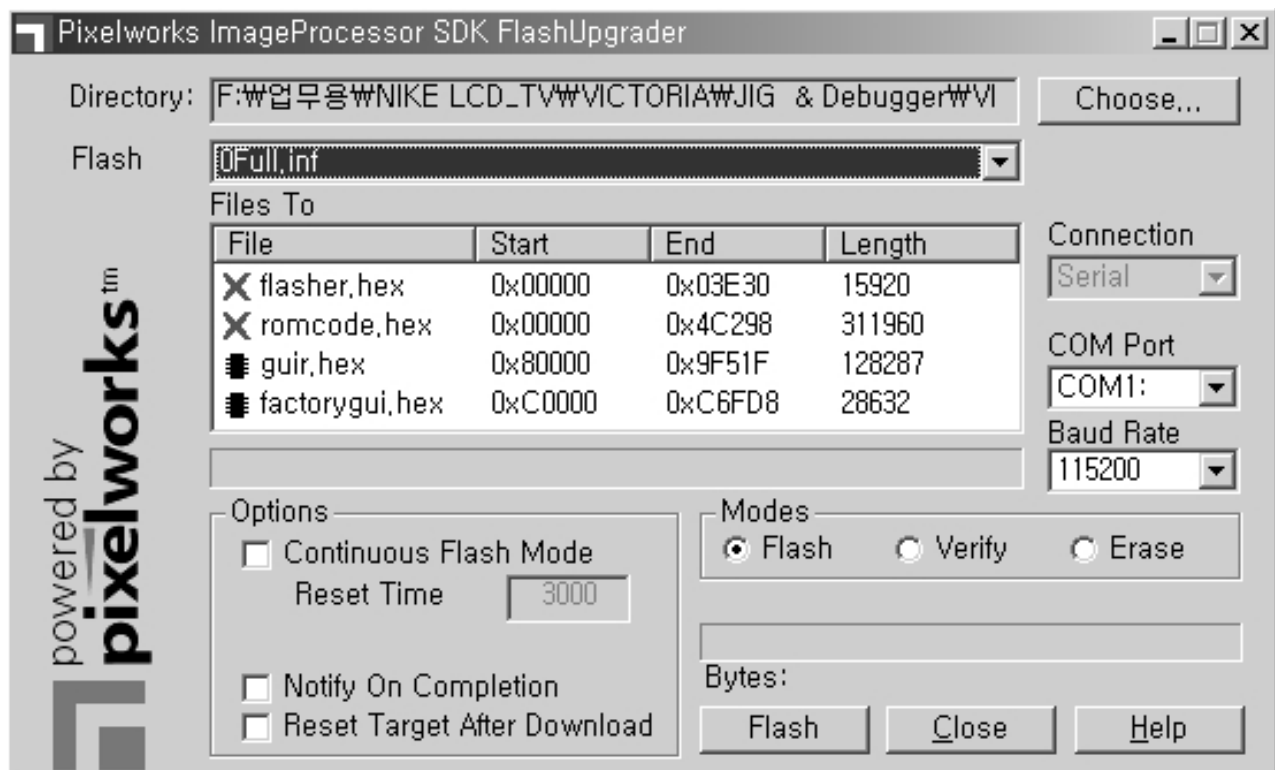 Pixelworks ImageProcessor SDK FlashUpgrader
Directory: F:₩업무용₩NIKE LCD_TV₩VICTORIA₩JIG & Debugger₩VI Choose...
Flash 0Full.inf
Files To
File Start End Length
flasher.hex 0x00000 0x03E30 15920
romcode.hex 0x00000 0x4C298 311960
guir.hex 0x80000 0x9F51F 128287
factorygui.hex 0xC0000 0xC6FD8 28632
Connection
Serial
COM Port
COM1:
Baud Rate
115200
Options
Continuous Flash Mode
Reset Time 3000
Notify On Completion
Reset Target After Download
Modes
Flash Verify Erase
Bytes:
Flash Close Help
powered by
pixelworks tm